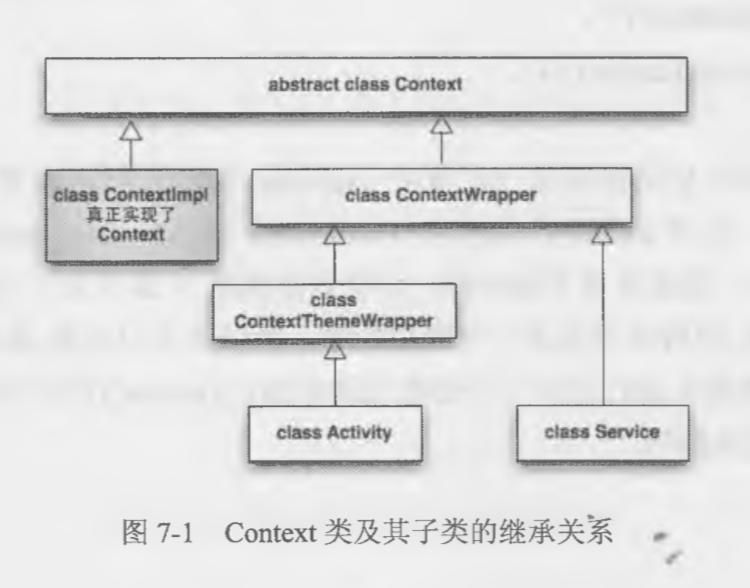 abstract class Context
class ContextImpl
真正实现了
Context
class ContextWrapper
class
ContextThemeWrapper
class Activity
class Service
图 7-1 Context 类及其子类的继承关系